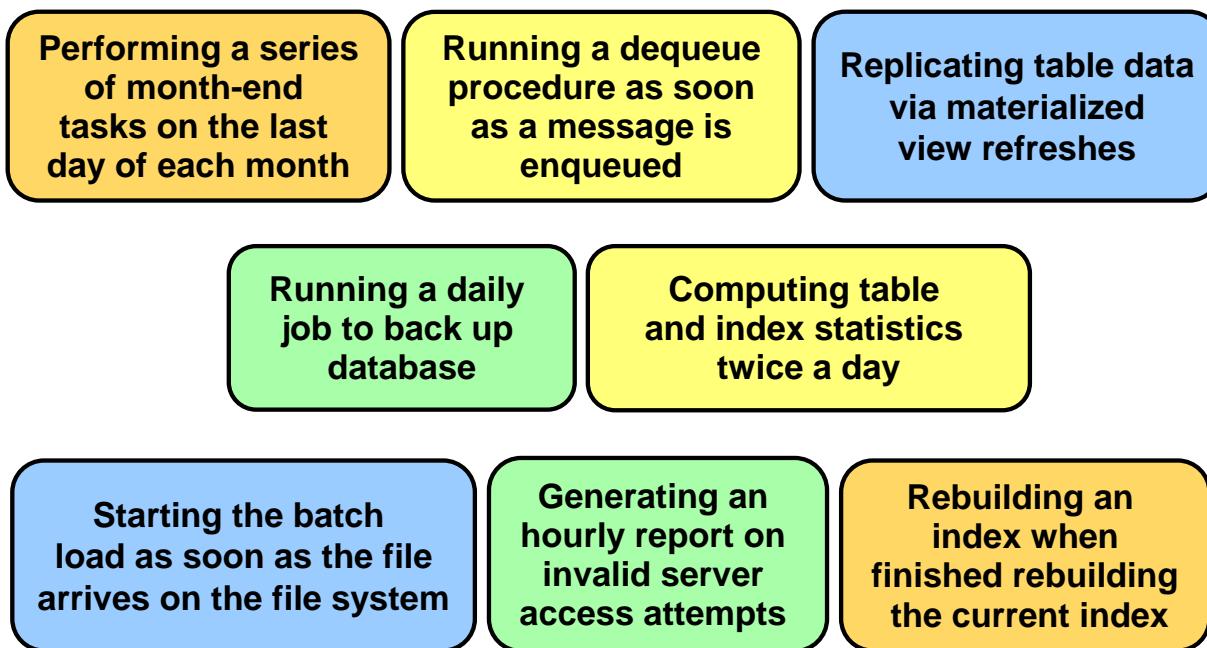 Performing a series
of month-end
tasks on the last
day of each month
Running a dequeue
procedure as soon
as a message is
enqueued
Replicating table data
via materialized
view refreshes
Running a daily
job to back up
database
Computing table
and index statistics
twice a day
Starting the batch
load as soon as the file
arrives on the file system
Generating an
hourly report on
invalid server
access attempts
Rebuilding an
index when
finished rebuilding
the current index